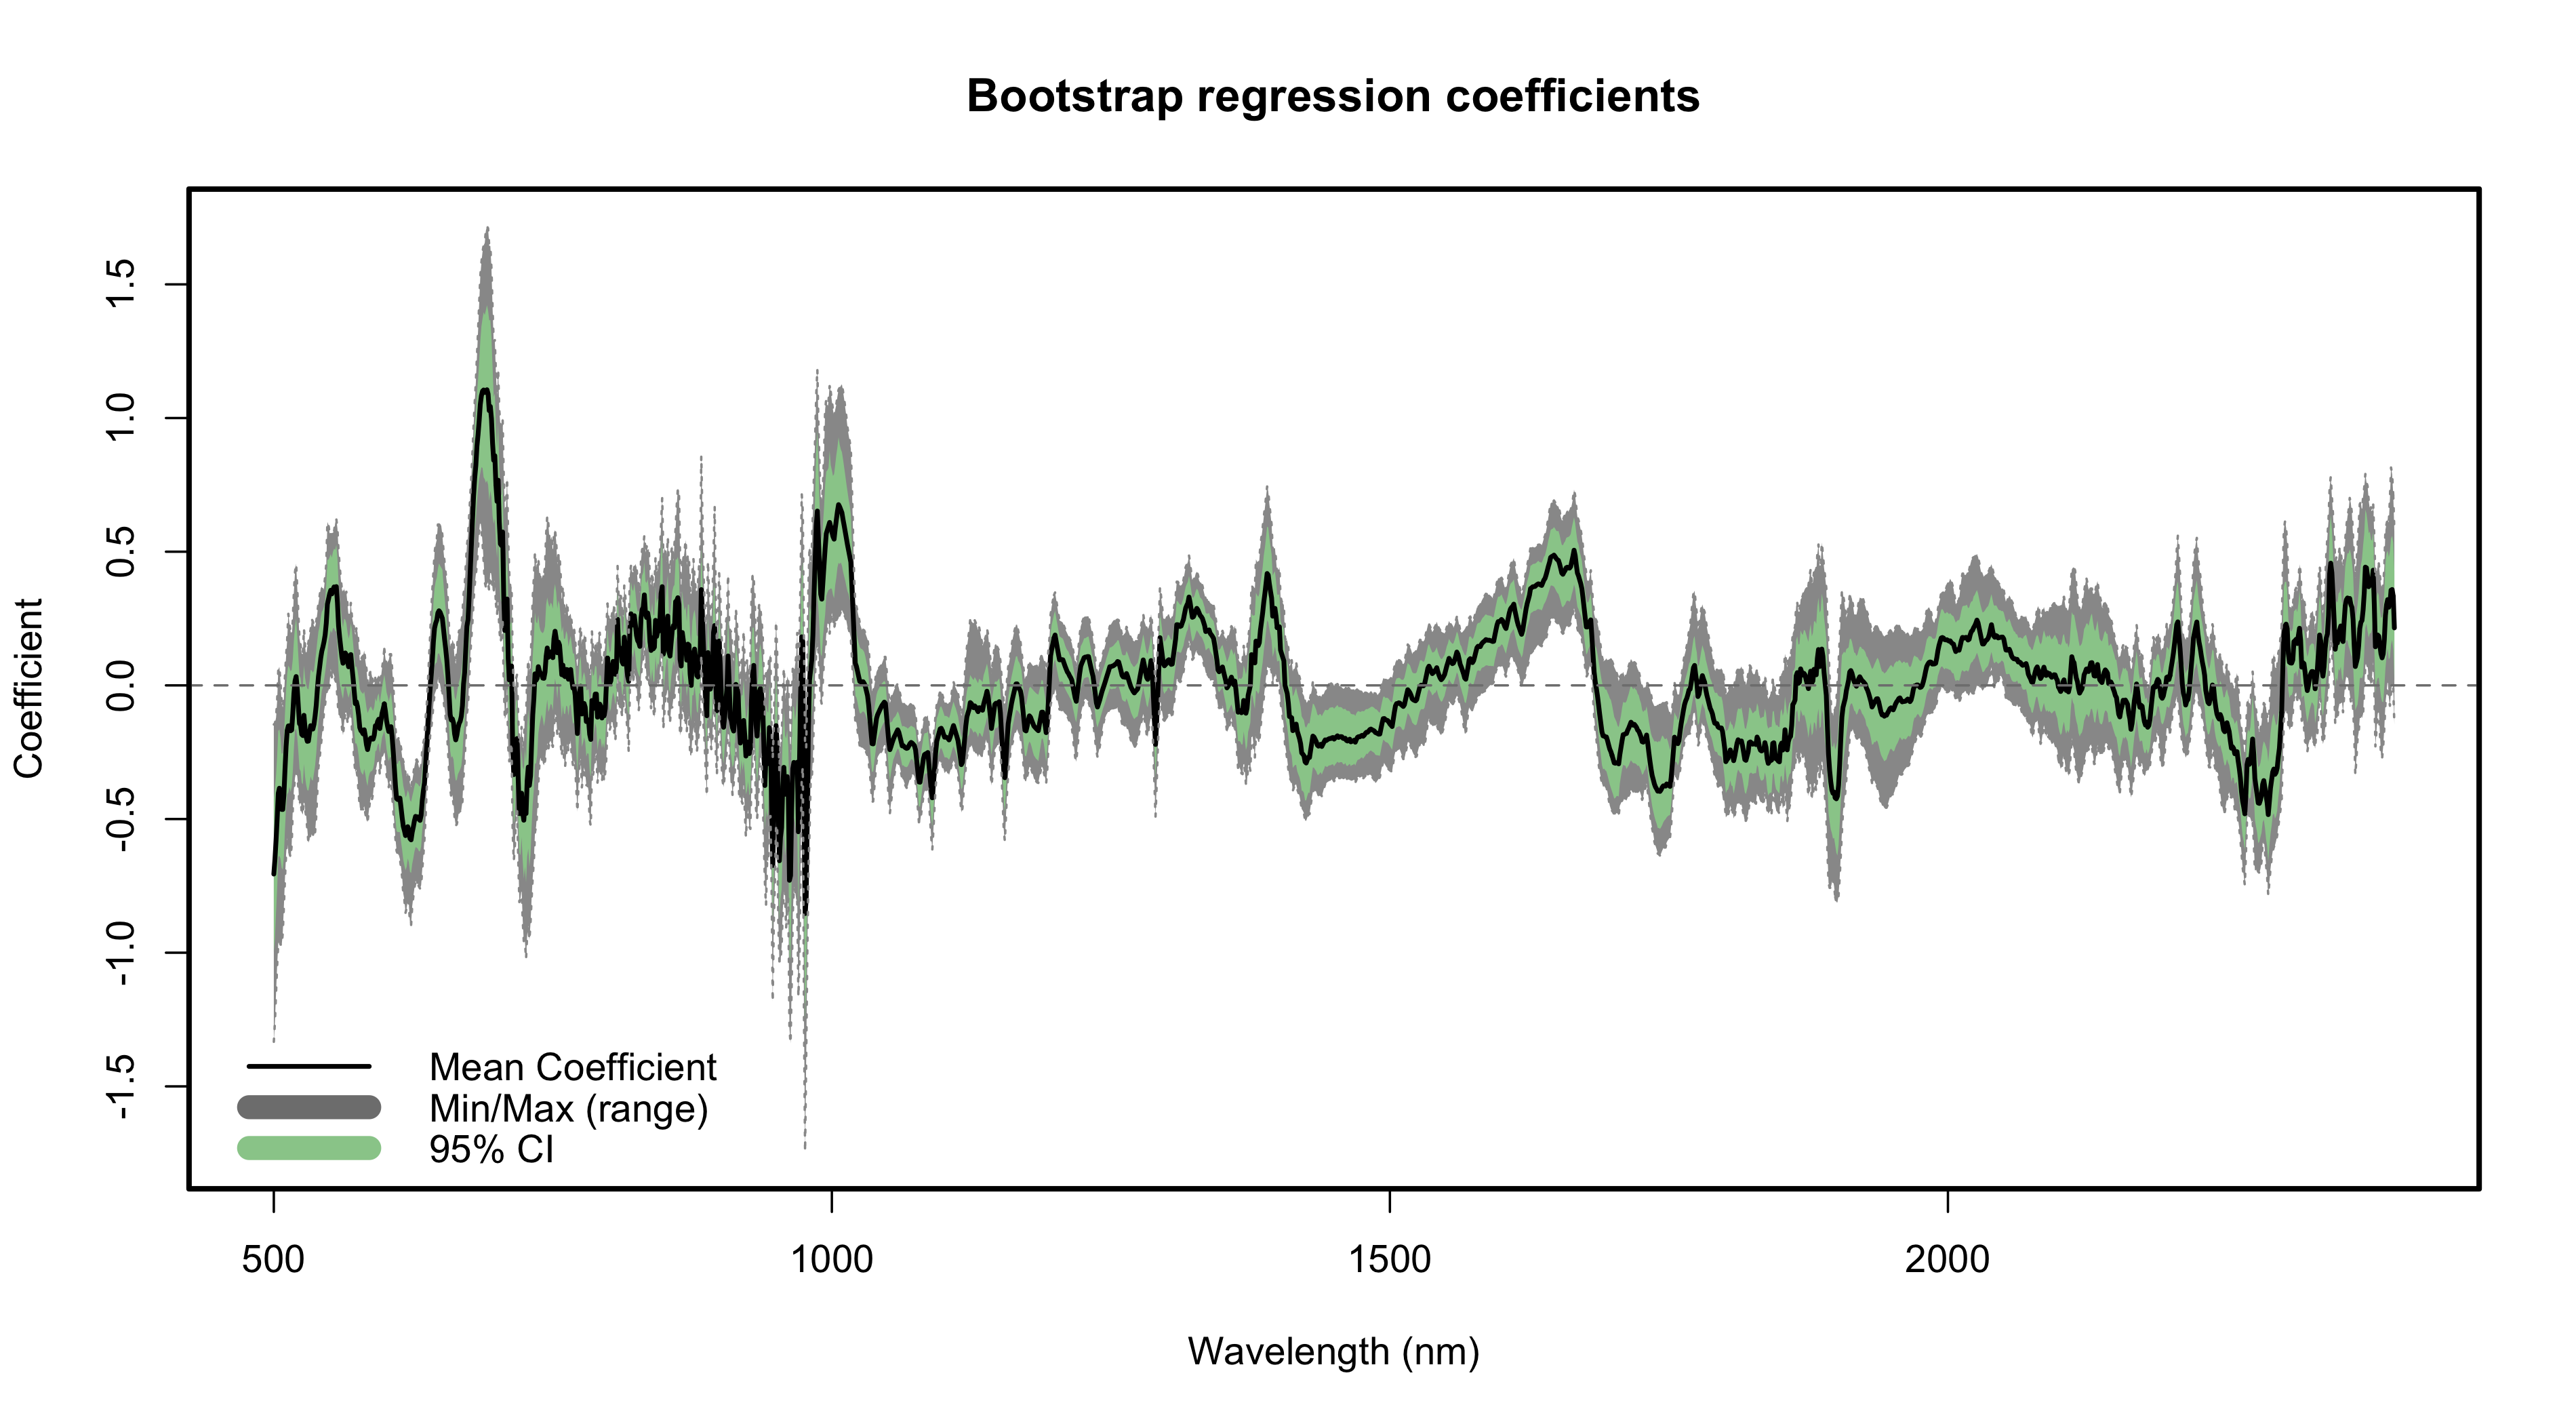 Bootstrap regression coefficients
Coefficient
1.5
1.0
0.5
0.0
-0.5
-1.0
-1.5
Mean Coefficient
Min/Max (range)
95% CI
500
1000
1500
2000
Wavelength (nm)